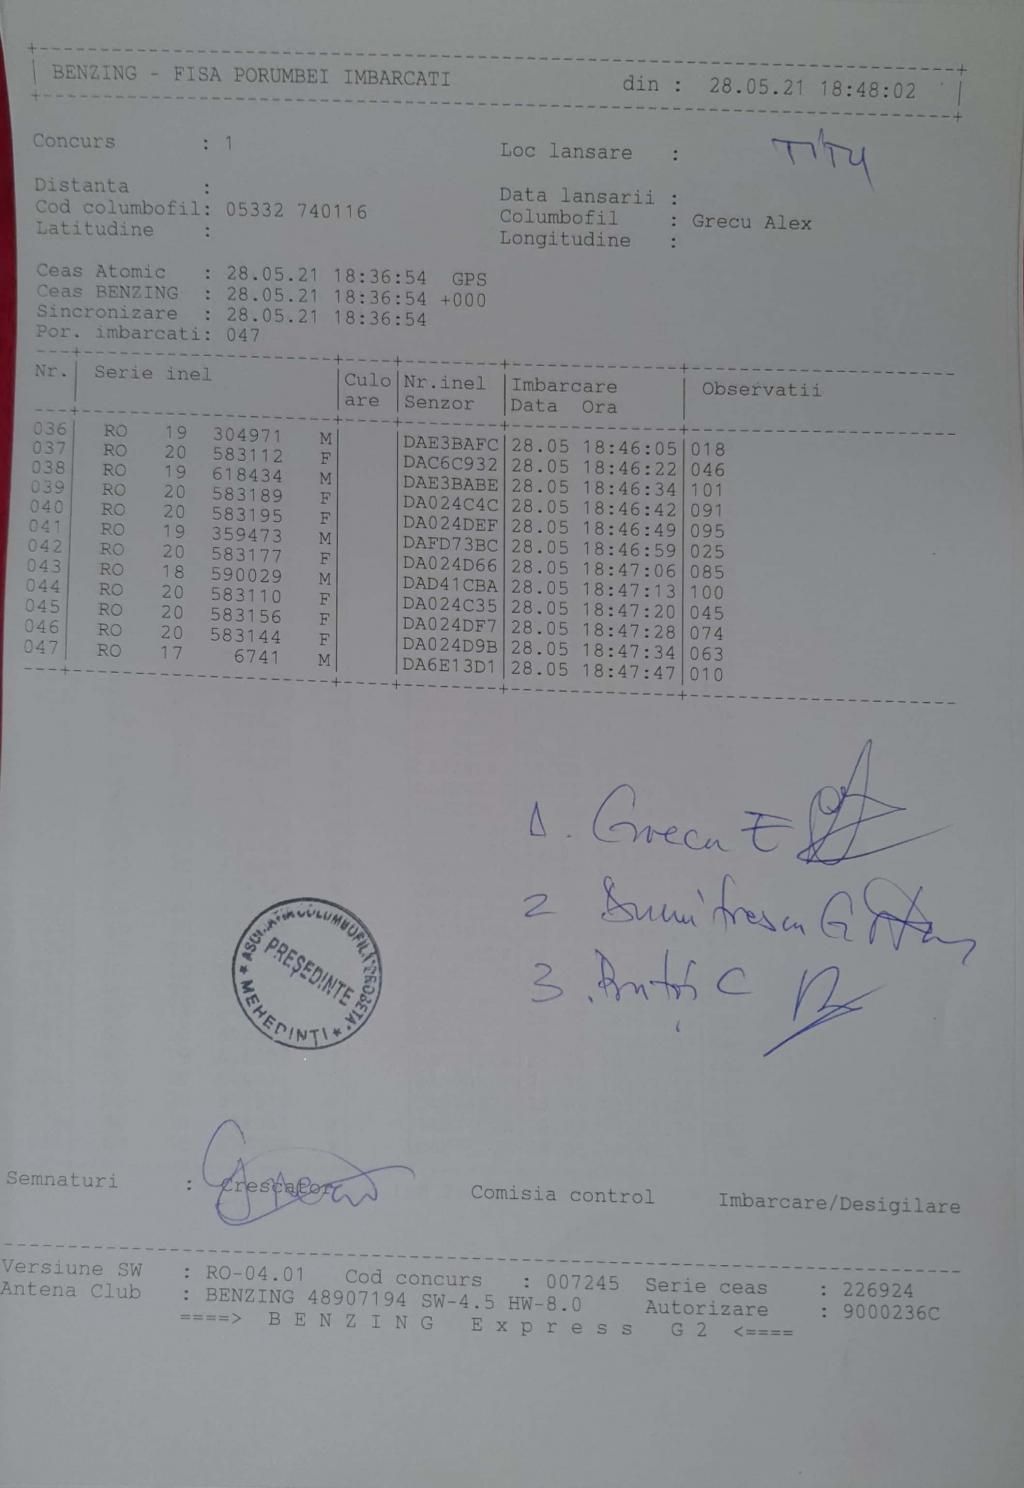 BENZING - FISA PORUMBEI IMBARCATI din : 28.05.21 18:48:02
Concurs : 1 Loc lansare : TITU
Distanta : Data lansarii :
Cod columbofil: 05332 740116 Columbofil : Grecu Alex
Latitudine : Longitudine :
Ceas Atomic : 28.05.21 18:36:54 GPS
Ceas BENZING : 28.05.21 18:36:54 +000
Sincronizare : 28.05.21 18:36:54
Por. imbarcati: 047
Nr. Serie inel Culo Nr.inel Imbarcare Observatii
are Senzor Data Ora
036 RO 19 304971 M DAE3BAFC 28.05 18:46:05 018
037 RO 20 583112 F DAC6C932 28.05 18:46:22 046
038 RO 19 618434 M DAE3BABE 28.05 18:46:34 101
039 RO 20 583189 F DA024C4C 28.05 18:46:42 091
040 RO 20 583195 F DA024DEF 28.05 18:46:49 095
041 RO 19 359473 M DAFD73BC 28.05 18:46:59 025
042 RO 20 583177 F DA024D66 28.05 18:47:06 085
043 RO 18 590029 M DAD41CBA 28.05 18:47:13 100
044 RO 20 583110 F DA024C35 28.05 18:47:20 045
045 RO 20 583156 F DA024DF7 28.05 18:47:28 074
046 RO 20 583144 F DA024D9B 28.05 18:47:34 063
047 RO 17 6741 M DA6E13D1 28.05 18:47:47 010
1. Grecu E
2 Dumitrescu G
3. C
COLUMBOFILA
PREȘEDINTE
MEHEDINȚI
Semnaturi : Crescator Comisia control Imbarcare/Desigilare
Versiune SW : RO-04.01 Cod concurs : 007245 Serie ceas : 226924
Antena Club : BENZING 48907194 SW-4.5 HW-8.0 Autorizare : 9000236C
====> B E N Z I N G E x p r e s s G 2 <====